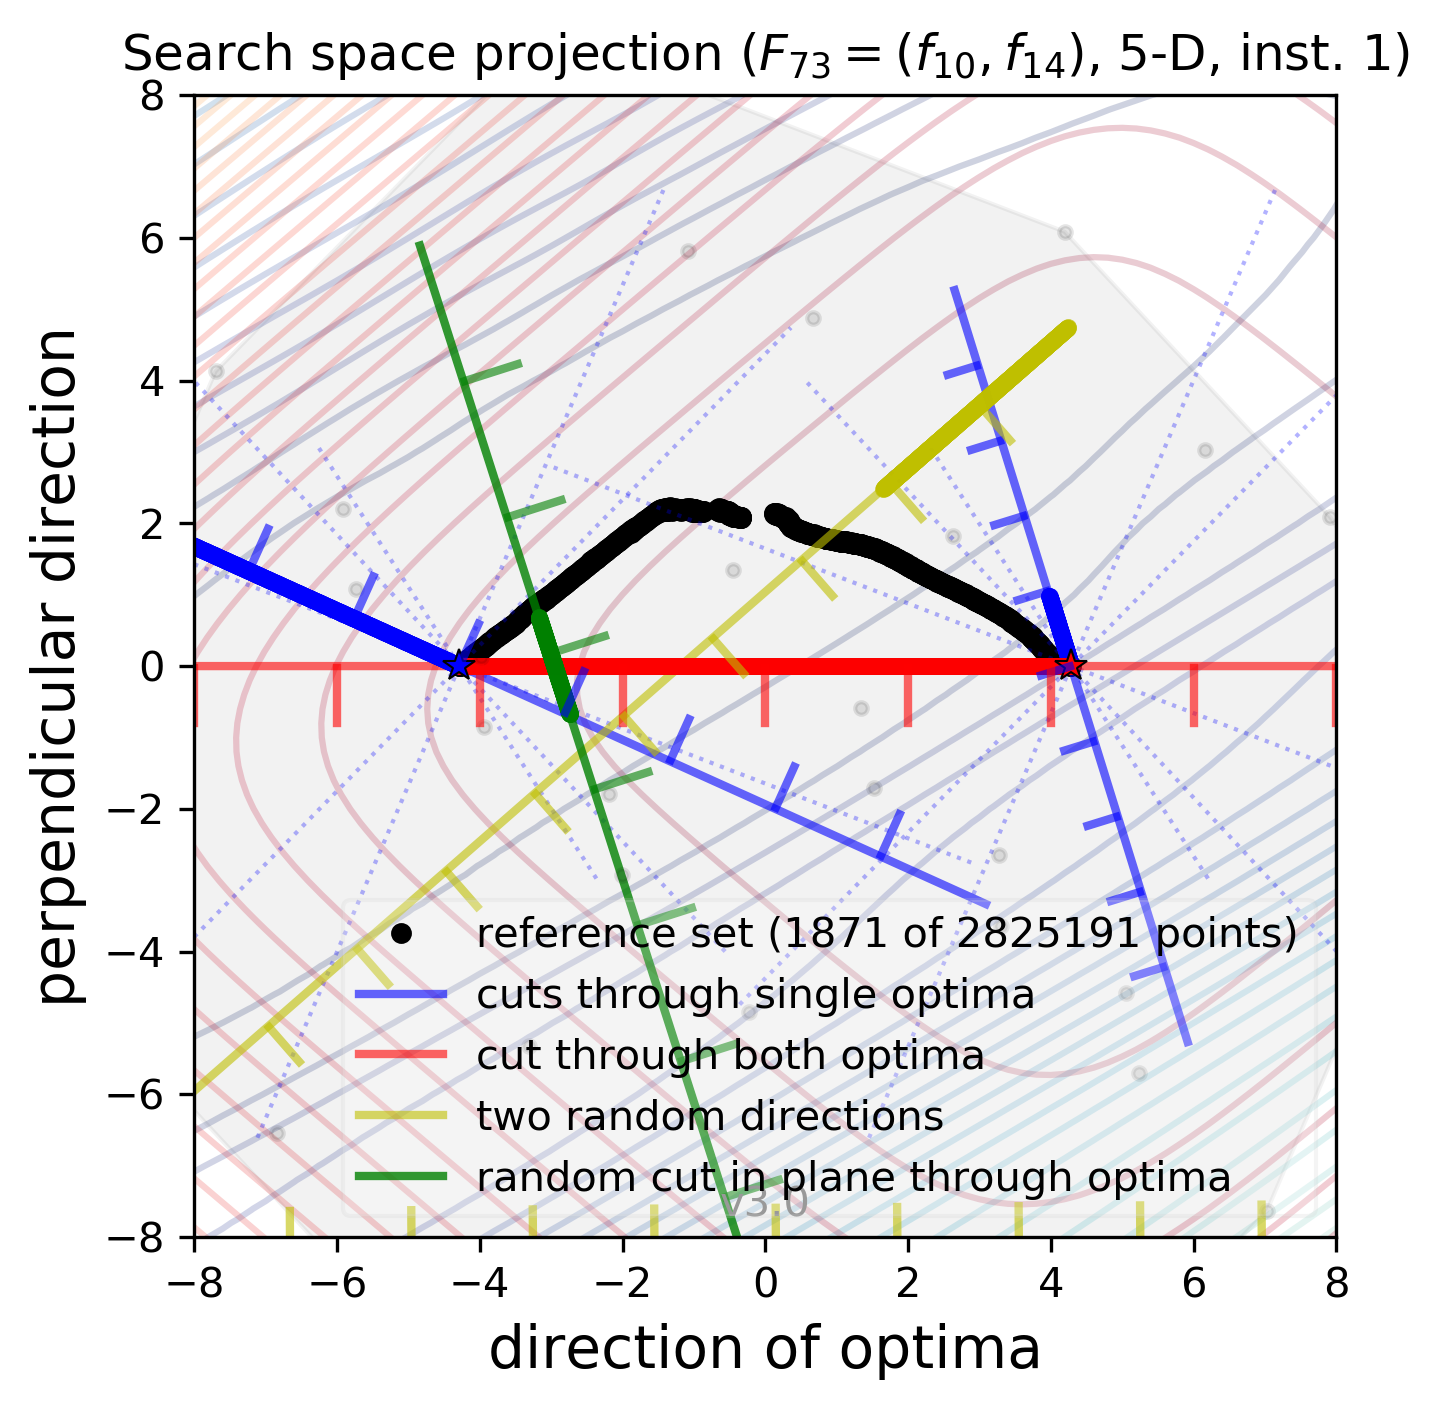 Search space projection (F73 = (f10, f14), 5-D, inst. 1)
8
6
4
2
0
−2
−4
−6
−8
perpendicular direction
reference set (1871 of 2825191 points)
cuts through single optima
cut through both optima
two random directions
random cut in plane through optima
v3.0
−8 −6 −4 −2 0 2 4 6 8
direction of optima